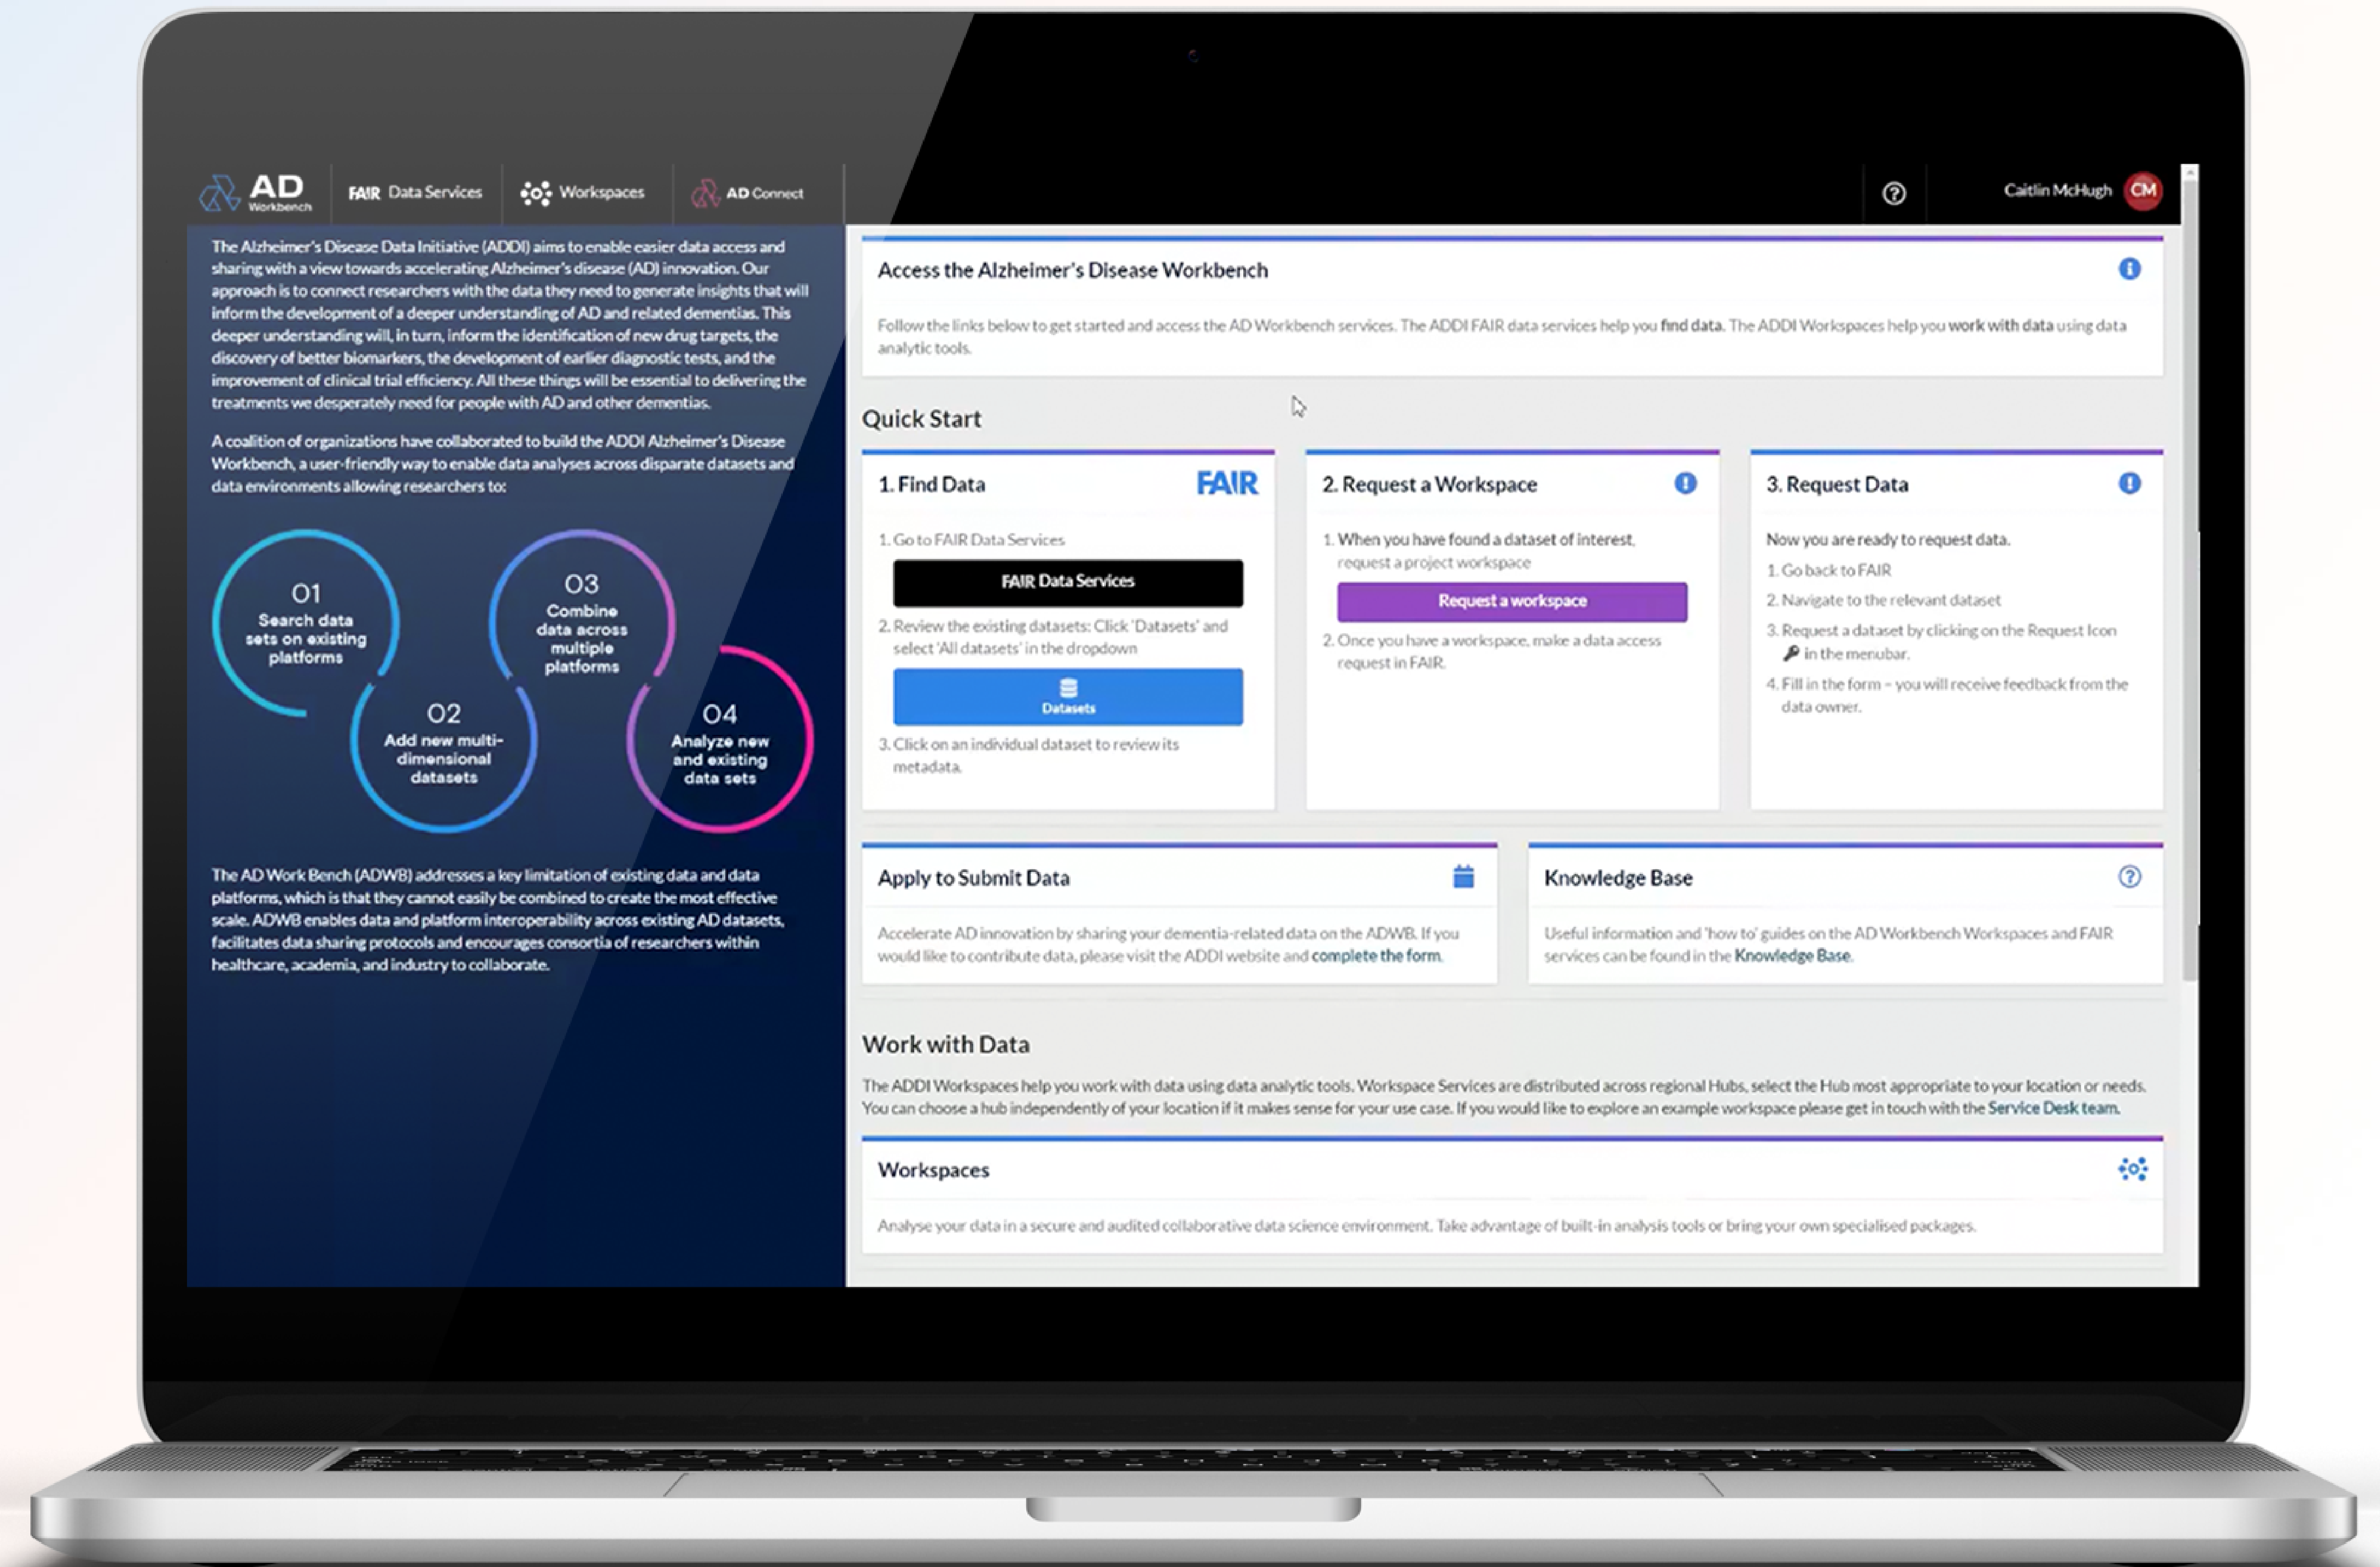 AD
Workbench
FAIR Data Services
Workspaces
AD Connect
Caitlin McHugh
CM
The Alzheimer's Disease Data Initiative (ADDI) aims to enable easier data access and
sharing with a view towards accelerating Alzheimer's disease (AD) innovation. Our
approach is to connect researchers with the data they need to generate insights that will
inform the development of a deeper understanding of AD and related dementias. This
deeper understanding will, in turn, inform the identification of new drug targets, the
discovery of better biomarkers, the development of earlier diagnostic tests, and the
improvement of clinical trial efficiency. All these things will be essential to delivering the
treatments we desperately need for people with AD and other dementias.
A coalition of organizations have collaborated to build the ADDI Alzheimer's Disease
Workbench, a user-friendly way to enable data analyses across disparate datasets and
data environments allowing researchers to:
01
Search data
sets on existing
platforms
02
Add new multi-
dimensional
datasets
03
Combine
data across
multiple
platforms
04
Analyze new
and existing
data sets
The AD Work Bench (ADWB) addresses a key limitation of existing data and data
platforms, which is that they cannot easily be combined to create the most effective
scale. ADWB enables data and platform interoperability across existing AD datasets,
facilitates data sharing protocols and encourages consortia of researchers within
healthcare, academia, and industry to collaborate.
Access the Alzheimer's Disease Workbench
Follow the links below to get started and access the AD Workbench services. The ADDI FAIR data services help you find data. The ADDI Workspaces help you work with data using data
analytic tools.
Quick Start
1. Find Data
FAIR
1. Go to FAIR Data Services
FAIR Data Services
2. Review the existing datasets: Click 'Datasets' and
select 'All datasets' in the dropdown
Datasets
3. Click on an individual dataset to review its
metadata.
2. Request a Workspace
1. When you have found a dataset of interest,
request a project workspace
Request a workspace
2. Once you have a workspace, make a data access
request in FAIR.
3. Request Data
Now you are ready to request data.
1. Go back to FAIR
2. Navigate to the relevant dataset
3. Request a dataset by clicking on the Request Icon
in the menubar.
4. Fill in the form – you will receive feedback from the
data owner.
Apply to Submit Data
Accelerate AD innovation by sharing your dementia-related data on the ADWB. If you
would like to contribute data, please visit the ADDI website and complete the form.
Knowledge Base
Useful information and 'how to' guides on the AD Workbench Workspaces and FAIR
services can be found in the Knowledge Base.
Work with Data
The ADDI Workspaces help you work with data using data analytic tools. Workspace Services are distributed across regional Hubs, select the Hub most appropriate to your location or needs.
You can choose a hub independently of your location if it makes sense for your use case. If you would like to explore an example workspace please get in touch with the Service Desk team.
Workspaces
Analyse your data in a secure and audited collaborative data science environment. Take advantage of built-in analysis tools or bring your own specialised packages.